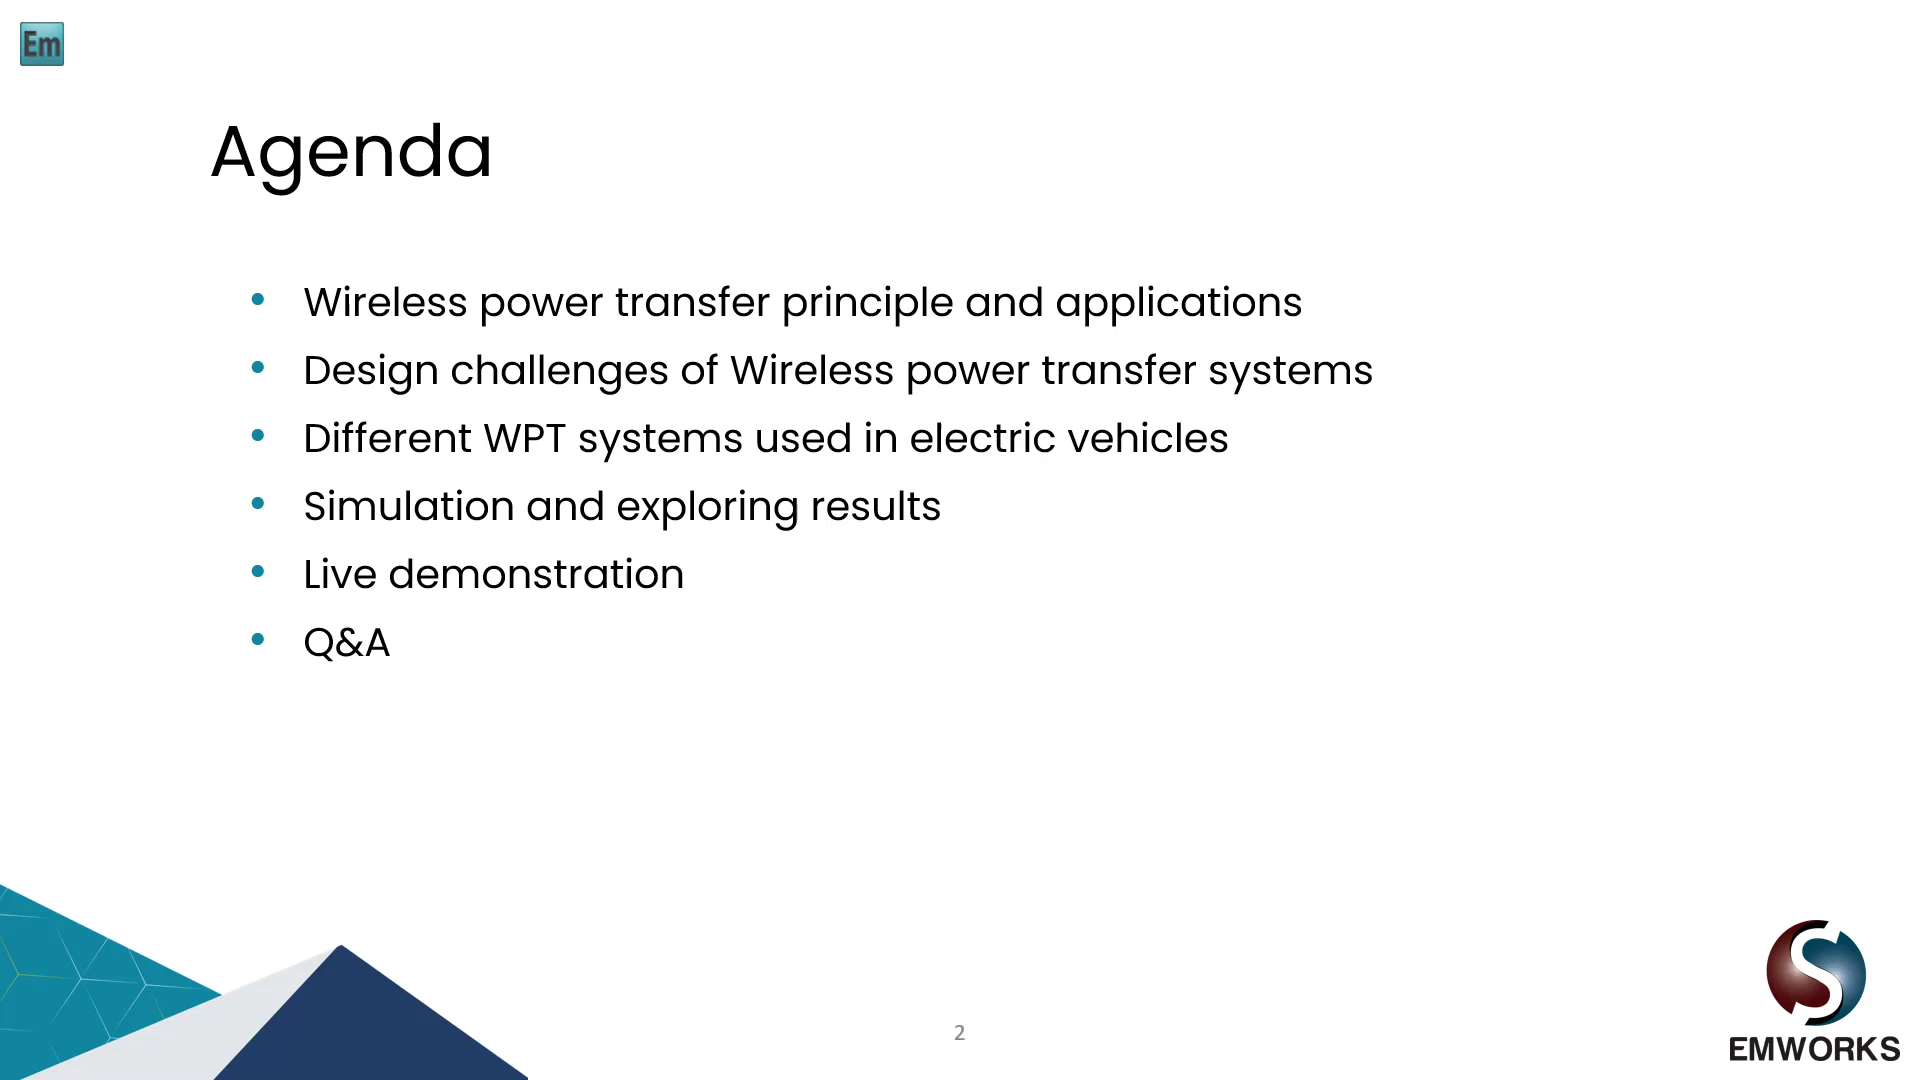 Em
Agenda
• Wireless power transfer principle and applications
• Design challenges of Wireless power transfer systems
• Different WPT systems used in electric vehicles
• Simulation and exploring results
• Live demonstration
• Q&A
2
S
EMWORKS